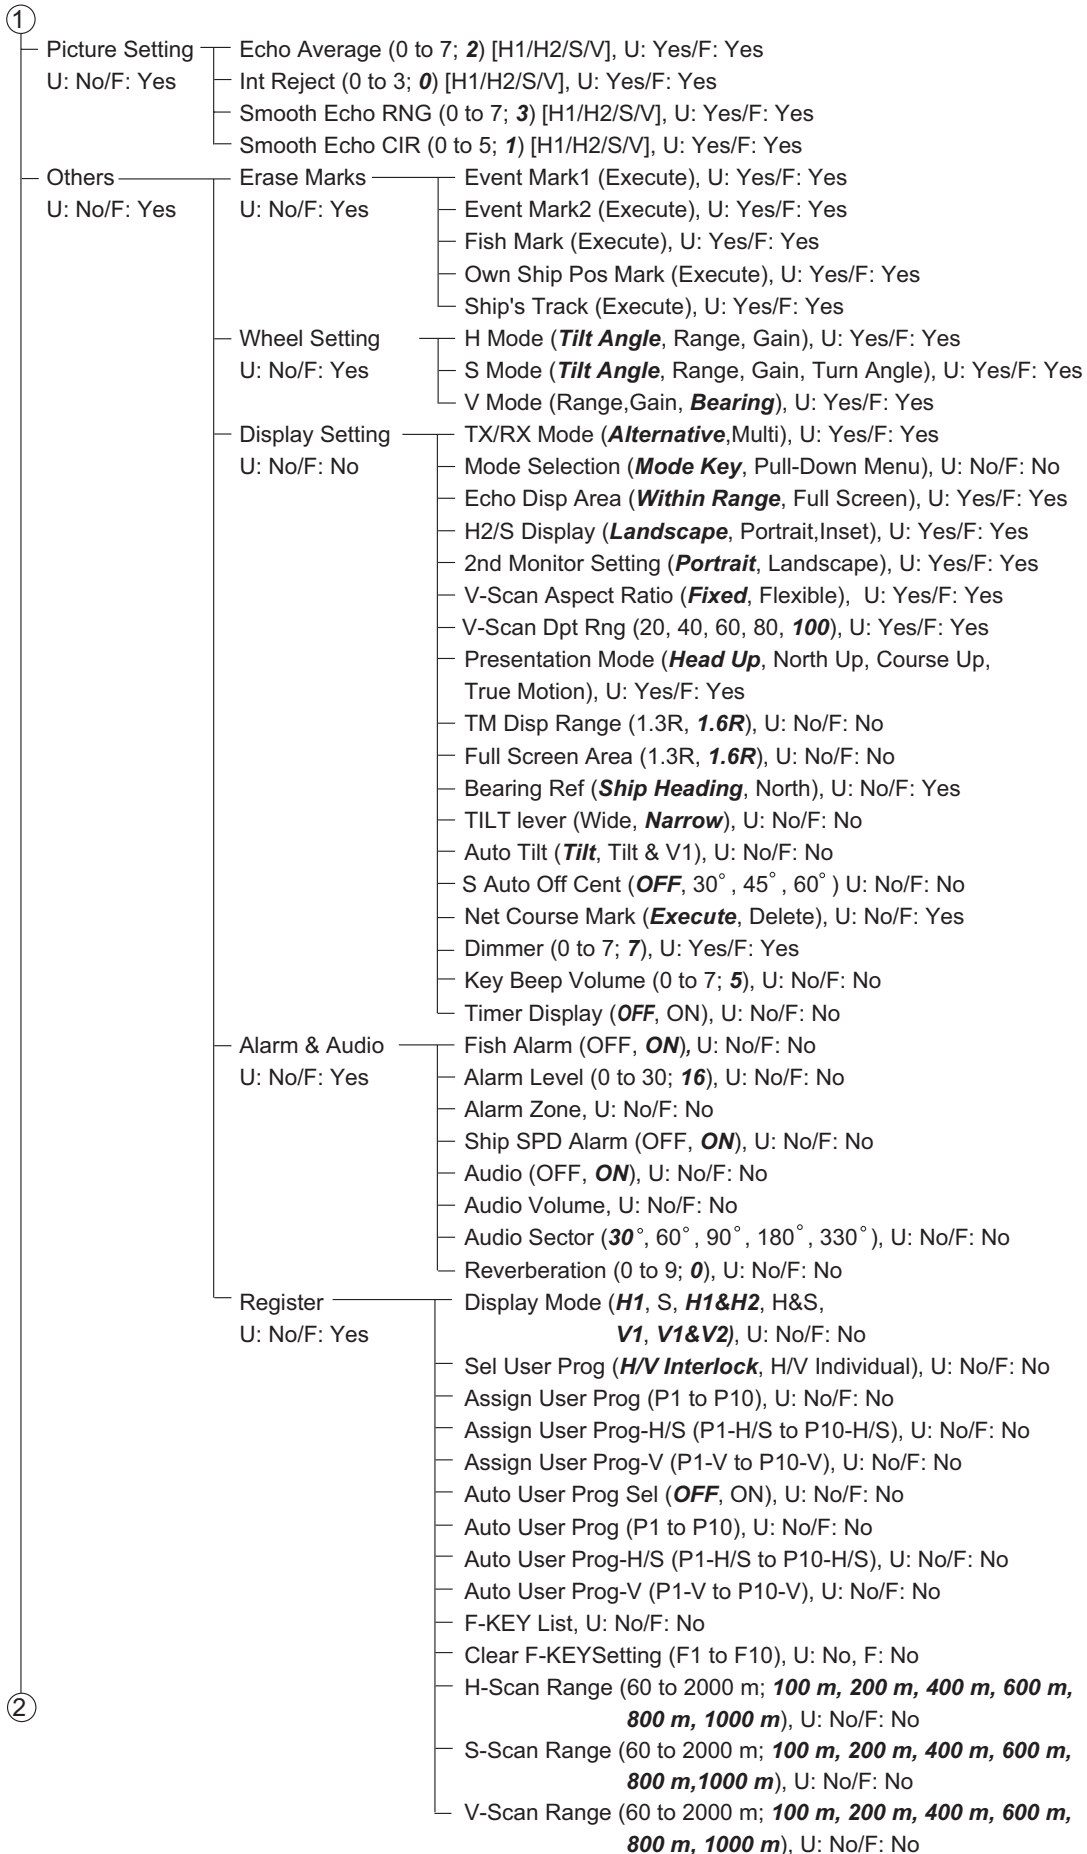 1
Picture Setting Echo Average (0 to 7; 2) [H1/H2/S/V], U: Yes/F: Yes
U: No/F: Yes Int Reject (0 to 3; 0) [H1/H2/S/V], U: Yes/F: Yes
Smooth Echo RNG (0 to 7; 3) [H1/H2/S/V], U: Yes/F: Yes
Smooth Echo CIR (0 to 5; 1) [H1/H2/S/V], U: Yes/F: Yes
Others Erase Marks Event Mark1 (Execute), U: Yes/F: Yes
U: No/F: Yes U: No/F: Yes Event Mark2 (Execute), U: Yes/F: Yes
Fish Mark (Execute), U: Yes/F: Yes
Own Ship Pos Mark (Execute), U: Yes/F: Yes
Ship's Track (Execute), U: Yes/F: Yes
Wheel Setting H Mode (Tilt Angle, Range, Gain), U: Yes/F: Yes
U: No/F: Yes S Mode (Tilt Angle, Range, Gain, Turn Angle), U: Yes/F: Yes
V Mode (Range,Gain, Bearing), U: Yes/F: Yes
Display Setting TX/RX Mode (Alternative,Multi), U: Yes/F: Yes
U: No/F: No Mode Selection (Mode Key, Pull-Down Menu), U: No/F: No
Echo Disp Area (Within Range, Full Screen), U: Yes/F: Yes
H2/S Display (Landscape, Portrait,Inset), U: Yes/F: Yes
2nd Monitor Setting (Portrait, Landscape), U: Yes/F: Yes
V-Scan Aspect Ratio (Fixed, Flexible), U: Yes/F: Yes
V-Scan Dpt Rng (20, 40, 60, 80, 100), U: Yes/F: Yes
Presentation Mode (Head Up, North Up, Course Up,
True Motion), U: Yes/F: Yes
TM Disp Range (1.3R, 1.6R), U: No/F: No
Full Screen Area (1.3R, 1.6R), U: No/F: No
Bearing Ref (Ship Heading, North), U: No/F: Yes
TILT lever (Wide, Narrow), U: No/F: No
Auto Tilt (Tilt, Tilt & V1), U: No/F: No
S Auto Off Cent (OFF, 30°, 45°, 60°) U: No/F: No
Net Course Mark (Execute, Delete), U: No/F: Yes
Dimmer (0 to 7; 7), U: Yes/F: Yes
Key Beep Volume (0 to 7; 5), U: No/F: No
Timer Display (OFF, ON), U: No/F: No
Alarm & Audio Fish Alarm (OFF, ON), U: No/F: No
U: No/F: Yes Alarm Level (0 to 30; 16), U: No/F: No
Alarm Zone, U: No/F: No
Ship SPD Alarm (OFF, ON), U: No/F: No
Audio (OFF, ON), U: No/F: No
Audio Volume, U: No/F: No
Audio Sector (30°, 60°, 90°, 180°, 330°), U: No/F: No
Reverberation (0 to 9; 0), U: No/F: No
Register Display Mode (H1, S, H1&H2, H&S,
U: No/F: Yes V1, V1&V2), U: No/F: No
Sel User Prog (H/V Interlock, H/V Individual), U: No/F: No
Assign User Prog (P1 to P10), U: No/F: No
Assign User Prog-H/S (P1-H/S to P10-H/S), U: No/F: No
Assign User Prog-V (P1-V to P10-V), U: No/F: No
Auto User Prog Sel (OFF, ON), U: No/F: No
Auto User Prog (P1 to P10), U: No/F: No
Auto User Prog-H/S (P1-H/S to P10-H/S), U: No/F: No
Auto User Prog-V (P1-V to P10-V), U: No/F: No
F-KEY List, U: No/F: No
Clear F-KEYSetting (F1 to F10), U: No, F: No
H-Scan Range (60 to 2000 m; 100 m, 200 m, 400 m, 600 m,
2
800 m, 1000 m), U: No/F: No
S-Scan Range (60 to 2000 m; 100 m, 200 m, 400 m, 600 m,
800 m,1000 m), U: No/F: No
V-Scan Range (60 to 2000 m; 100 m, 200 m, 400 m, 600 m,
800 m, 1000 m), U: No/F: No